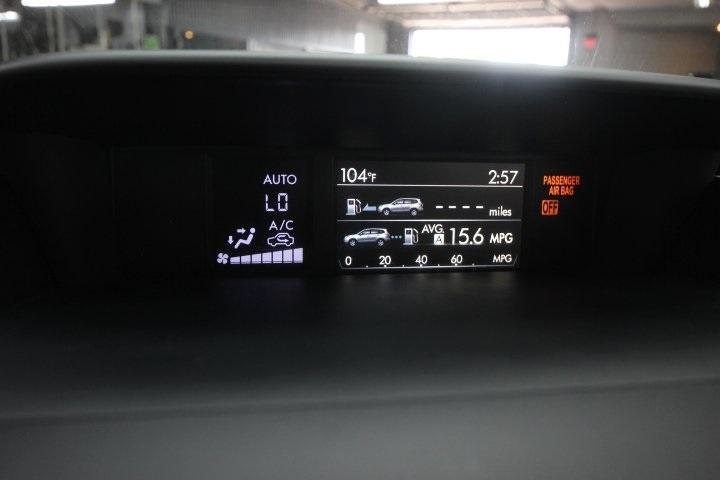 AUTO
LO
A/C
104°F 2:57
---- miles
AVG. A 15.6 MPG
0 20 40 60 MPG
PASSENGER
AIR BAG
OFF